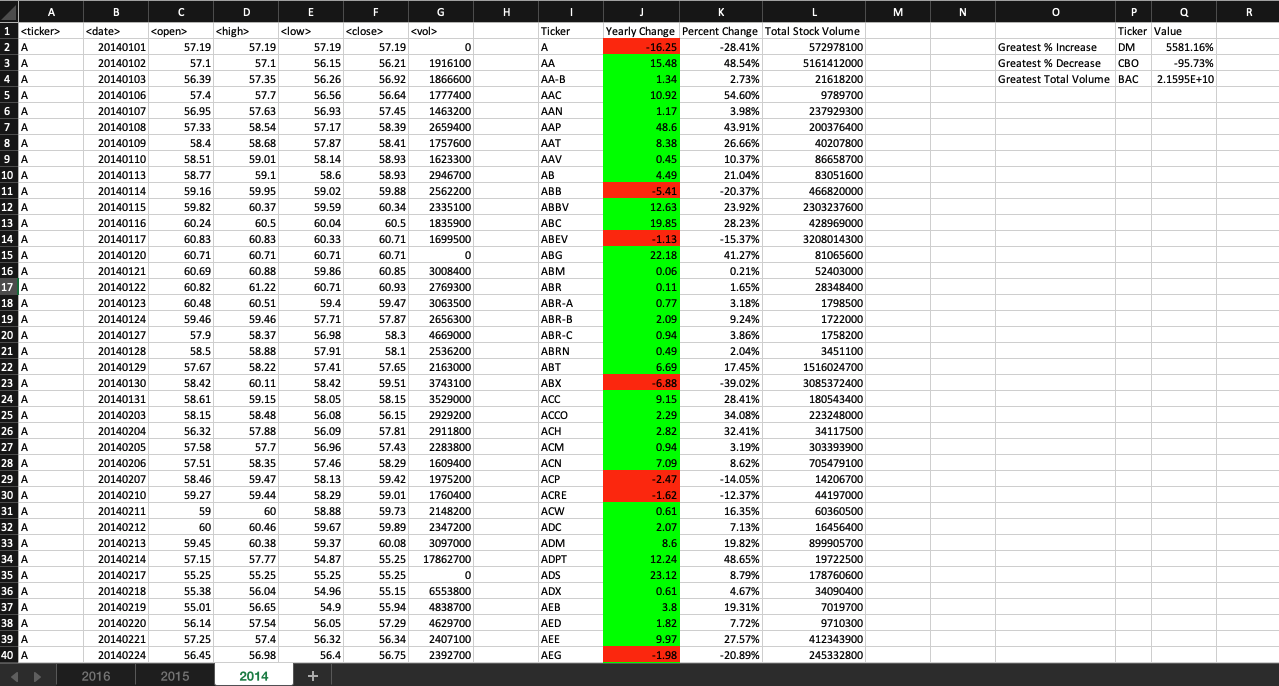 A B C D E F G H I J K L M N O P Q R
1 <ticker> <date> <open> <high> <low> <close> <vol> Ticker Yearly Change Percent Change Total Stock Volume Ticker Value
2 A 20140101 57.19 57.19 57.19 57.19 0 A -16.25 -28.41% 572978100 Greatest % Increase DM 5581.16%
3 A 20140102 57.1 57.1 56.15 56.21 1916100 AA 15.48 48.54% 5161412000 Greatest % Decrease CBO -95.73%
4 A 20140103 56.39 57.35 56.26 56.92 1866600 AA-B 1.34 2.73% 21618200 Greatest Total Volume BAC 2.1595E+10
5 A 20140106 57.4 57.7 56.56 56.64 1777400 AAC 10.92 54.60% 9789700
6 A 20140107 56.95 57.63 56.93 57.45 1463200 AAN 1.17 3.98% 237929300
7 A 20140108 57.33 58.54 57.17 58.39 2659400 AAP 48.6 43.91% 200376400
8 A 20140109 58.4 58.68 57.87 58.41 1757600 AAT 8.38 26.66% 40207800
9 A 20140110 58.51 59.01 58.14 58.93 1623300 AAV 0.45 10.37% 86658700
10 A 20140113 58.77 59.1 58.6 58.93 2946700 AB 4.49 21.04% 83051600
11 A 20140114 59.16 59.95 59.02 59.88 2562200 ABB -5.41 -20.37% 466820000
12 A 20140115 59.82 60.37 59.59 60.34 2335100 ABBV 12.63 23.92% 2303237600
13 A 20140116 60.24 60.5 60.04 60.5 1835900 ABC 19.85 28.23% 428969000
14 A 20140117 60.83 60.83 60.33 60.71 1699500 ABEV -1.13 -15.37% 3208014300
15 A 20140120 60.71 60.71 60.71 60.71 0 ABG 22.18 41.27% 81065600
16 A 20140121 60.69 60.88 59.86 60.85 3008400 ABM 0.06 0.21% 52403000
17 A 20140122 60.82 61.22 60.71 60.93 2769300 ABR 0.11 1.65% 28348400
18 A 20140123 60.48 60.51 59.4 59.47 3063500 ABR-A 0.77 3.18% 1798500
19 A 20140124 59.46 59.46 57.71 57.87 2656300 ABR-B 2.09 9.24% 1722000
20 A 20140127 57.9 58.37 56.98 58.3 4669000 ABR-C 0.94 3.86% 1758200
21 A 20140128 58.5 58.88 57.91 58.1 2536200 ABRN 0.49 2.04% 3451100
22 A 20140129 57.67 58.22 57.41 57.65 2163000 ABT 6.69 17.45% 1516024700
23 A 20140130 58.42 60.11 58.42 59.51 3743100 ABX -6.88 -39.02% 3085372400
24 A 20140131 58.61 59.15 58.05 58.15 3529000 ACC 9.15 28.41% 180543400
25 A 20140203 58.15 58.48 56.08 56.15 2929200 ACCO 2.29 34.08% 223248000
26 A 20140204 56.32 57.88 56.09 57.81 2911800 ACH 2.82 32.41% 34117500
27 A 20140205 57.58 57.7 56.96 57.43 2283800 ACM 0.94 3.19% 303393900
28 A 20140206 57.51 58.35 57.46 58.29 1609400 ACN 7.09 8.62% 705479100
29 A 20140207 58.46 59.47 58.13 59.42 1975200 ACP -2.47 -14.05% 14206700
30 A 20140210 59.27 59.44 58.29 59.01 1760400 ACRE -1.62 -12.37% 44197000
31 A 20140211 59 60 58.88 59.73 2148200 ACW 0.61 16.35% 60360500
32 A 20140212 60 60.46 59.67 59.89 2347200 ADC 2.07 7.13% 16456400
33 A 20140213 59.45 60.38 59.37 60.08 3097000 ADM 8.6 19.82% 899905700
34 A 20140214 57.15 57.77 54.87 55.25 17862700 ADPT 12.24 48.65% 19722500
35 A 20140217 55.25 55.25 55.25 55.25 0 ADS 23.12 8.79% 178760600
36 A 20140218 55.38 56.04 54.96 55.15 6553800 ADX 0.61 4.67% 34090400
37 A 20140219 55.01 56.65 54.9 55.94 4838700 AEB 3.8 19.31% 7019700
38 A 20140220 56.14 57.54 56.05 57.29 4629700 AED 1.82 7.72% 9710300
39 A 20140221 57.25 57.4 56.32 56.34 2407100 AEE 9.97 27.57% 412343900
40 A 20140224 56.45 56.98 56.4 56.75 2392700 AEG -1.98 -20.89% 245332800
2016 2015 2014 +